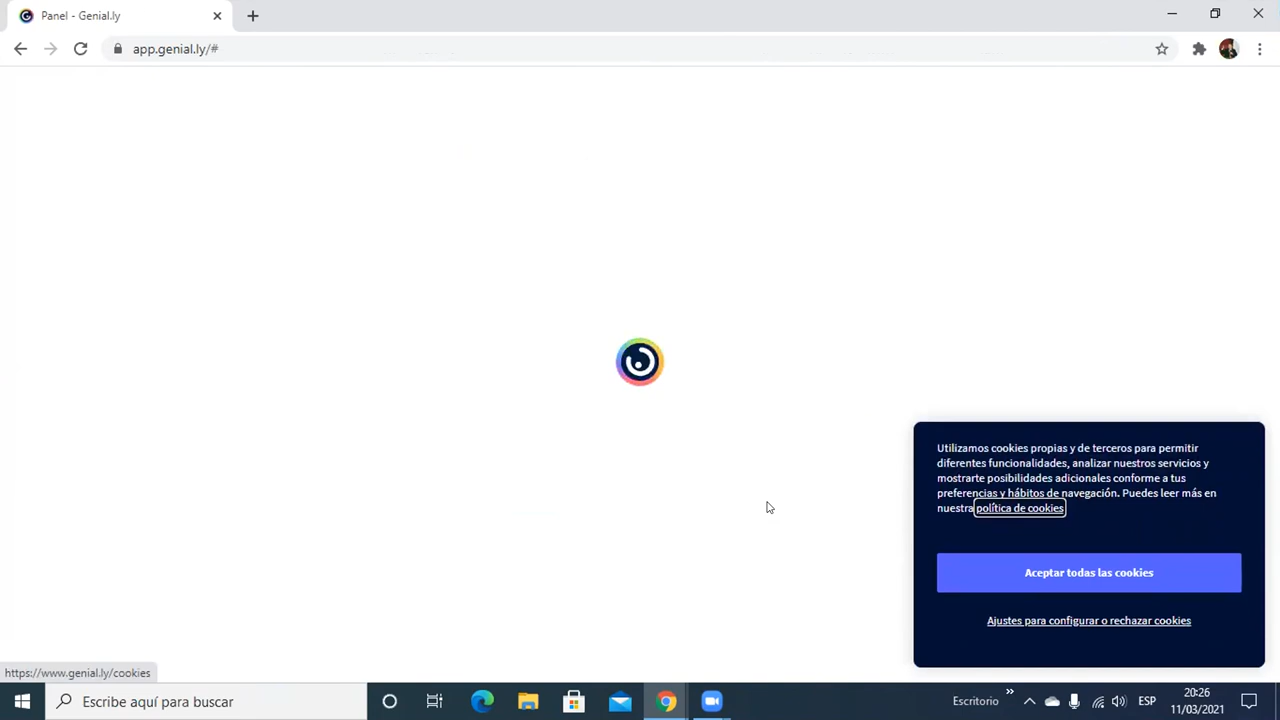 Panel - Genial.ly
app.genial.ly/#
Utilizamos cookies propias y de terceros para permitir
diferentes funcionalidades, analizar nuestros servicios y
mostrarte posibilidades adicionales conforme a tus
preferencias y hábitos de navegación. Puedes leer más en
nuestra política de cookies
Aceptar todas las cookies
Ajustes para configurar o rechazar cookies
https://www.genial.ly/cookies
Escribe aquí para buscar
Escritorio
ESP
20:26
11/03/2021